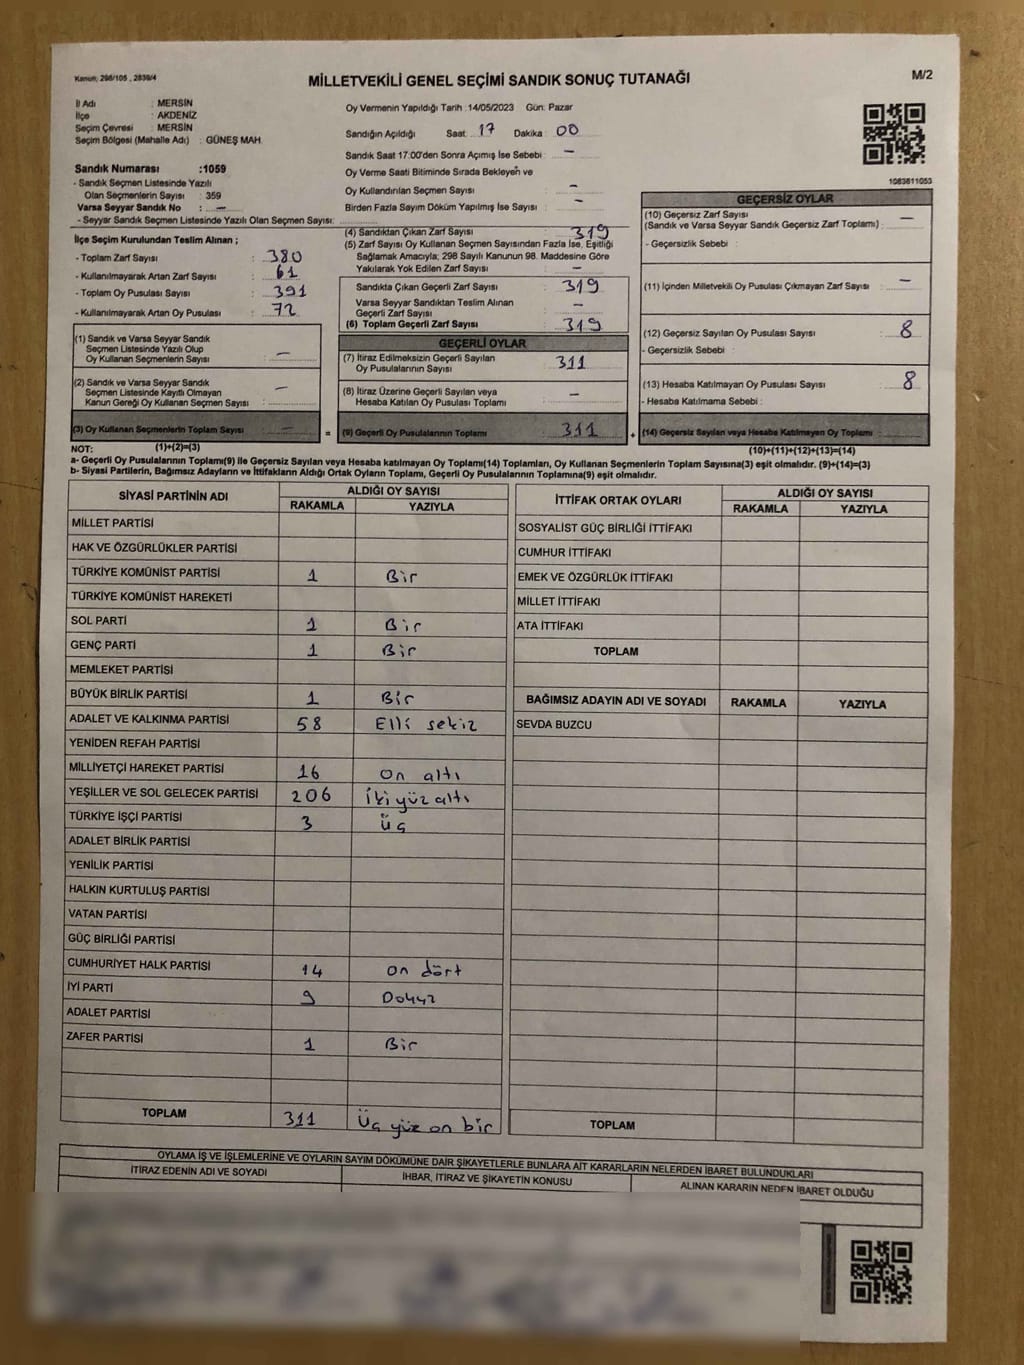 Kanun; 298/105 , 2839/4
MİLLETVEKİLİ GENEL SEÇİMİ SANDIK SONUÇ TUTANAĞI
M/2
İl Adı : MERSİN
İlçe : AKDENİZ
Seçim Çevresi : MERSİN
Seçim Bölgesi (Mahalle Adı) : GÜNEŞ MAH.
Sandık Numarası :1059
- Sandık Seçmen Listesinde Yazılı
Olan Seçmenlerin Sayısı : 359
Varsa Seyyar Sandık No : —
- Seyyar Sandık Seçmen Listesinde Yazılı Olan Seçmen Sayısı:
Oy Vermenin Yapıldığı Tarih :14/05/2023 Gün: Pazar
Sandığın Açıldığı Saat: 17 Dakika : 00
Sandık Saat 17:00'den Sonra Açımış İse Sebebi : —
Oy Verme Saati Bitiminde Sırada Bekleyen ve
Oy Kullandırılan Seçmen Sayısı : —
Birden Fazla Sayım Döküm Yapılmış İse Sayısı : —
1083611053
İlçe Seçim Kurulundan Teslim Alınan ;
- Toplam Zarf Sayısı : 380
- Kullanılmayarak Artan Zarf Sayısı : 61
- Toplam Oy Pusulası Sayısı : 391
- Kullanılmayarak Artan Oy Pusulası : 72
(1) Sandık ve Varsa Seyyar Sandık
Seçmen Listesinde Yazılı Olup
Oy Kullanan Seçmenlerin Sayısı : —
(2) Sandık ve Varsa Seyyar Sandık
Seçmen Listesinde Kayıtlı Olmayan
Kanun Gereği Oy Kullanan Seçmen Sayısı : —
(3) Oy Kullanan Seçmenlerin Toplam Sayısı : —
(4) Sandıktan Çıkan Zarf Sayısı : 319
(5) Zarf Sayısı Oy Kullanan Seçmen Sayısından Fazla İse, Eşitliği
Sağlamak Amacıyla; 298 Sayılı Kanunun 98. Maddesine Göre
Yakılarak Yok Edilen Zarf Sayısı : —
Sandıkta Çıkan Geçerli Zarf Sayısı : 319
Varsa Seyyar Sandıktan Teslim Alınan
Geçerli Zarf Sayısı : —
(6) Toplam Geçerli Zarf Sayısı : 319
GEÇERLİ OYLAR
(7) İtiraz Edilmeksizin Geçerli Sayılan
Oy Pusulalarının Sayısı : 311
(8) İtiraz Üzerine Geçerli Sayılan veya
Hesaba Katılan Oy Pusulası Toplamı : —
= (9) Geçerli Oy Pusulalarının Toplamı : 311
GEÇERSİZ OYLAR
(10) Geçersiz Zarf Sayısı
(Sandık ve Varsa Seyyar Sandık Geçersiz Zarf Toplamı) : —
- Geçersizlik Sebebi :
(11) İçinden Milletvekili Oy Pusulası Çıkmayan Zarf Sayısı : —
(12) Geçersiz Sayılan Oy Pusulası Sayısı : 8
- Geçersizlik Sebebi :
(13) Hesaba Katılmayan Oy Pusulası Sayısı : 8
- Hesaba Katılmama Sebebi :
+ (14) Geçersiz Sayılan veya Hesaba Katılmayan Oy Toplamı :
NOT: (1)+(2)=(3) (10)+(11)+(12)+(13)=(14)
a- Geçerli Oy Pusulalarının Toplamı(9) ile Geçersiz Sayılan veya Hesaba katılmayan Oy Toplamı(14) Toplamları, Oy Kullanan Seçmenlerin Toplam Sayısına(3) eşit olmalıdır. (9)+(14)=(3)
b- Siyasi Partilerin, Bağımsız Adayların ve İttifakların Aldığı Ortak Oyların Toplamı, Geçerli Oy Pusulalarının Toplamına(9) eşit olmalıdır.
SİYASİ PARTİNİN ADI ALDIĞI OY SAYISI
RAKAMLA YAZIYLA
MİLLET PARTİSİ
HAK VE ÖZGÜRLÜKLER PARTİSİ
TÜRKİYE KOMÜNİST PARTİSİ 1 Bir
TÜRKİYE KOMÜNİST HAREKETİ
SOL PARTİ 1 Bir
GENÇ PARTİ 1 Bir
MEMLEKET PARTİSİ
BÜYÜK BİRLİK PARTİSİ 1 Bir
ADALET VE KALKINMA PARTİSİ 58 Elli sekiz
YENİDEN REFAH PARTİSİ
MİLLİYETÇİ HAREKET PARTİSİ 16 on altı
YEŞİLLER VE SOL GELECEK PARTİSİ 206 İki yüz altı
TÜRKİYE İŞÇİ PARTİSİ 3 Üç
ADALET BİRLİK PARTİSİ
YENİLİK PARTİSİ
HALKIN KURTULUŞ PARTİSİ
VATAN PARTİSİ
GÜÇ BİRLİĞİ PARTİSİ
CUMHURİYET HALK PARTİSİ 14 on dört
İYİ PARTİ 9 Dokuz
ADALET PARTİSİ
ZAFER PARTİSİ 1 Bir
TOPLAM 311 Üç yüz on bir
İTTİFAK ORTAK OYLARI ALDIĞI OY SAYISI
RAKAMLA YAZIYLA
SOSYALİST GÜÇ BİRLİĞİ İTTİFAKI
CUMHUR İTTİFAKI
EMEK VE ÖZGÜRLÜK İTTİFAKI
MİLLET İTTİFAKI
ATA İTTİFAKI
TOPLAM
BAĞIMSIZ ADAYIN ADI VE SOYADI RAKAMLA YAZIYLA
SEVDA BUZCU
TOPLAM
OYLAMA İŞ VE İŞLEMLERİNE VE OYLARIN SAYIM DÖKÜMÜNE DAİR ŞİKAYETLERLE BUNLARA AİT KARARLARIN NELERDEN İBARET BULUNDUKLARI
İTİRAZ EDENİN ADI VE SOYADI İHBAR, İTİRAZ VE ŞİKAYETİN KONUSU ALINAN KARARIN NEDEN İBARET OLDUĞU